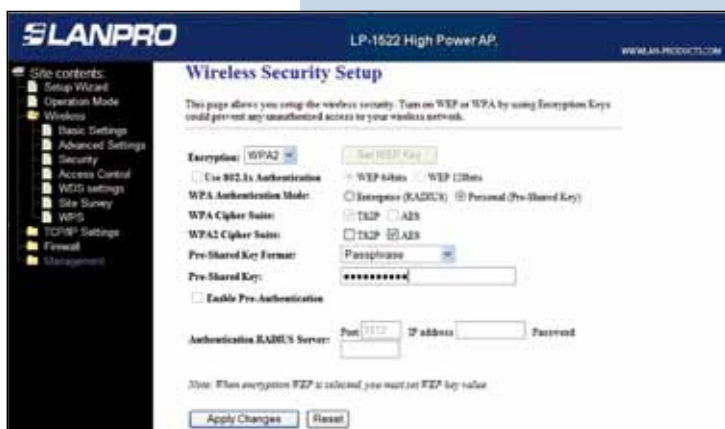 LANPRO
LP-1522 High Power AP.
WWW.LAN-PRODUCTS.COM
Site contents:
Setup Wizard
Operation Mode
Wireless
Basic Settings
Advanced Settings
Security
Access Control
WDS settings
Site Survey
WPS
TCP/IP Settings
Firewall
Management
Wireless Security Setup
This page allows you setup the wireless security. Turn on WEP or WPA by using Encryption Keys
could prevent any unauthorized access to your wireless network.
Encryption: WPA2 Set WEP Key
Use 802.1x Authentication WEP 64bits WEP 128bits
WPA Authentication Mode: Enterprise (RADIUS) Personal (Pre-Shared Key)
WPA Cipher Suite: TKIP AES
WPA2 Cipher Suite: TKIP AES
Pre-Shared Key Format: Passphrase
Pre-Shared Key: ••••••••••
Enable Pre-Authentication
Authentication RADIUS Server: Port 1812 IP address Password
Note: When encryption WEP is selected, you must set WEP key value.
Apply Changes Reset